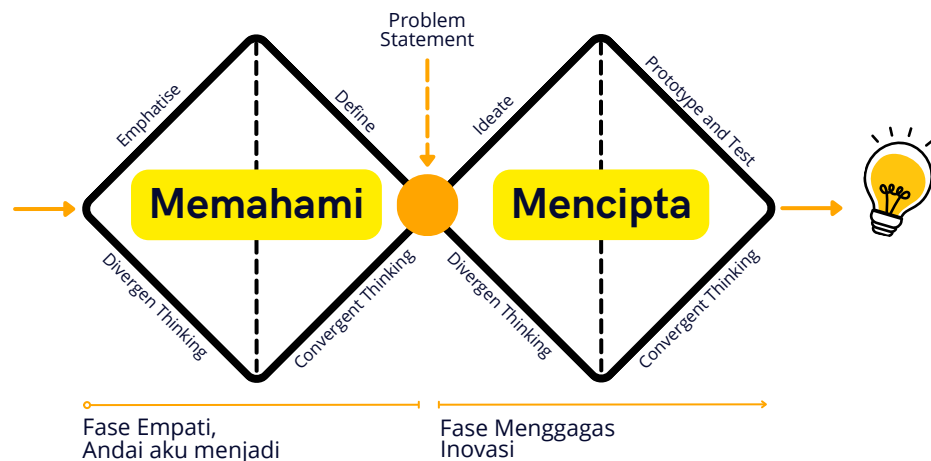 Problem
Statement
Emphatise
Define
Ideate
Prototype and Test
Memahami
Mencipta
Divergen Thinking
Convergent Thinking
Divergen Thinking
Convergent Thinking
Fase Empati,
Andai aku menjadi
Fase Menggagas
Inovasi